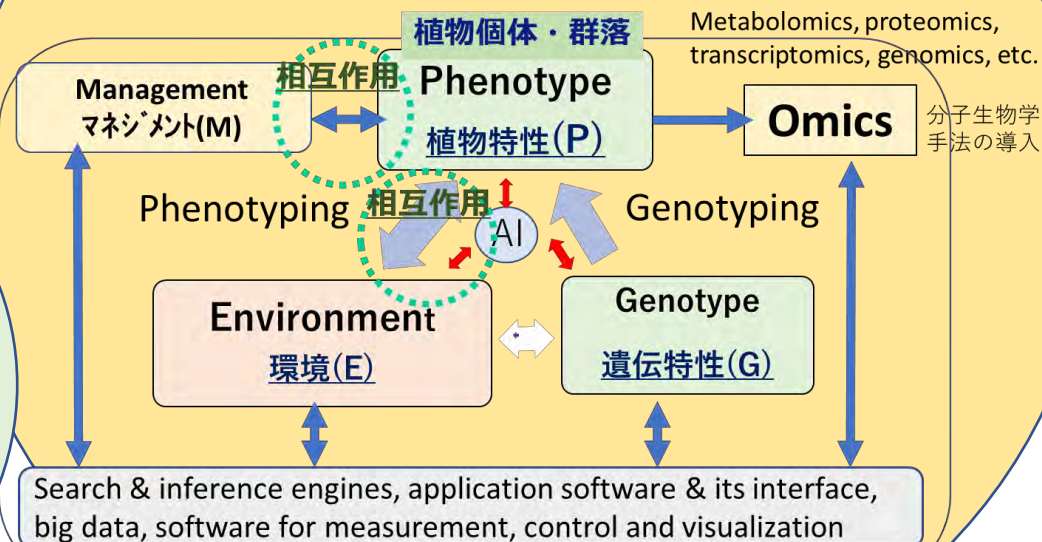 植物個体・群落
Metabolomics, proteomics,
transcriptomics, genomics, etc.
相互作用
Management
マネジメント(M)
Phenotype
植物特性(P)
Omics
分子生物学
手法の導入
Phenotyping
相互作用
AI
Genotyping
Environment
環境(E)
Genotype
遺伝特性(G)
Search & inference engines, application software & its interface,
big data, software for measurement, control and visualization